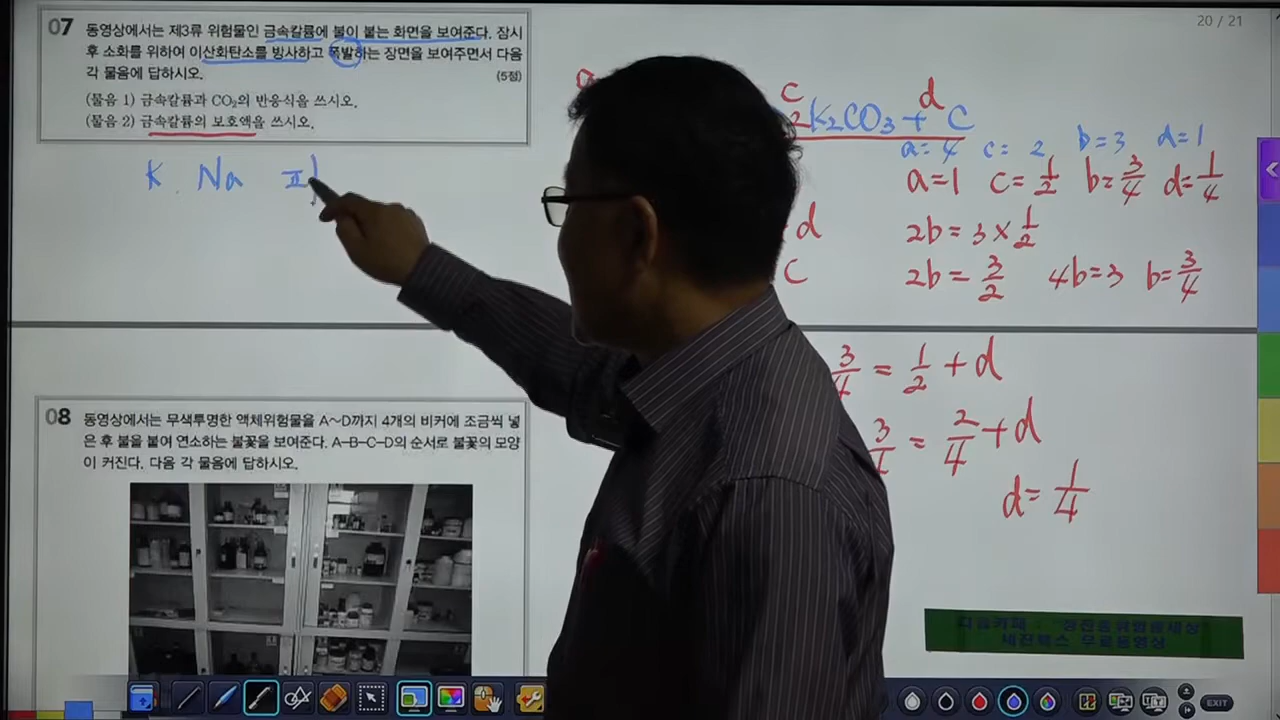 20 / 21
07 동영상에서는 제3류 위험물인 금속칼륨에 불이 붙는 화면을 보여준다. 잠시
후 소화를 위하여 이산화탄소를 방사하고 폭발하는 장면을 보여주면서 다음
각 물음에 답하시오. (5점)
(물음 1) 금속칼륨과 CO₂의 반응식을 쓰시오.
(물음 2) 금속칼륨의 보호액을 쓰시오.
K. Na
c d
2K₂CO₃ + C
a=4 c=2 b=3 d=1
a=1 c=1/2 b=3/4 d=1/4
d 2b=3×1/2
c 2b=3/2 4b=3 b=3/4
3/4=1/2+d
3/4=2/4+d
d=1/4
08 동영상에서는 무색투명한 액체위험물을 A~D까지 4개의 비커에 조금씩 넣
은 후 불을 붙여 연소하는 불꽃을 보여준다. A-B-C-D의 순서로 불꽃의 모양
이 커진다. 다음 각 물음에 답하시오.
세진북스 무료동영상
EXIT